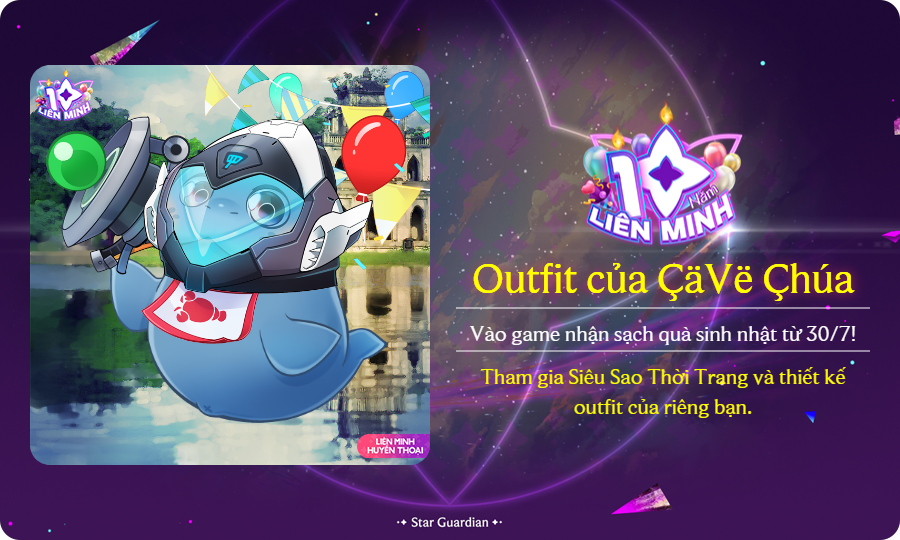 10
LIÊN MINH
10
Năm
LIÊN MINH
Outfit của ÇäVë Çhúa
Vào game nhận sạch quà sinh nhật từ 30/7!
Tham gia Siêu Sao Thời Trang và thiết kế
outfit của riêng bạn.
LIÊN MINH
HUYỀN THOẠI
Star Guardian